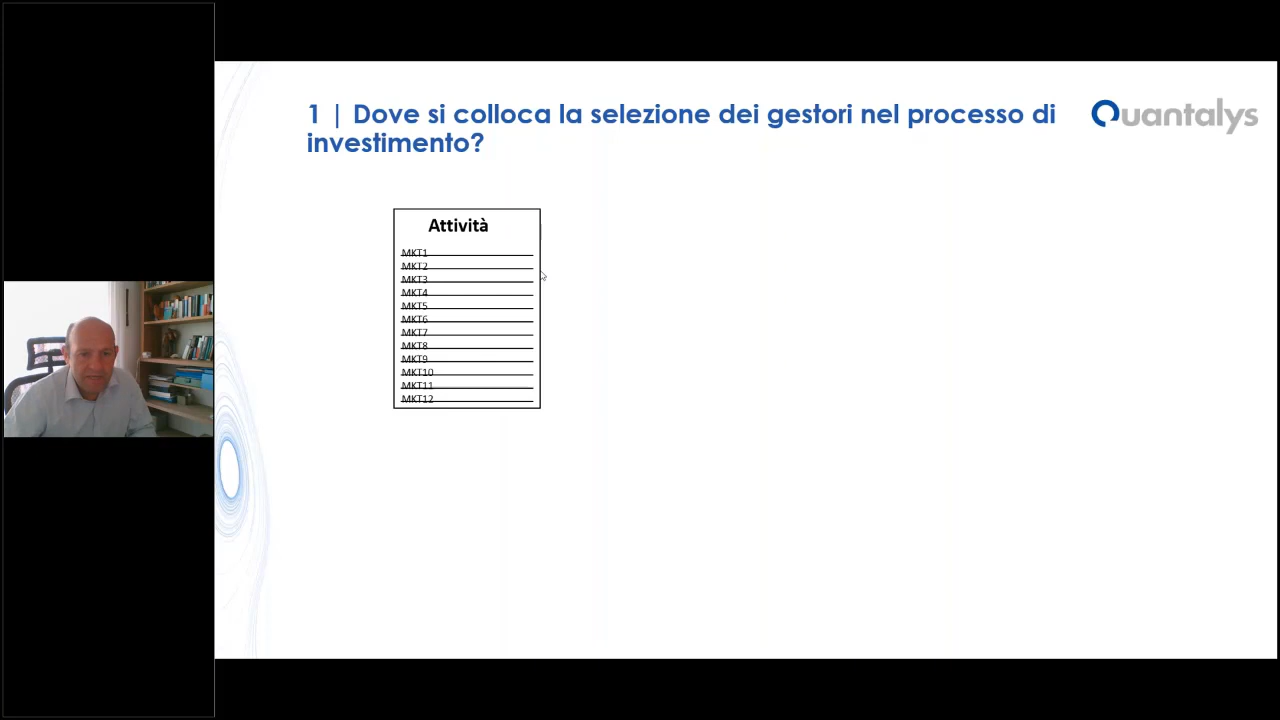 1 | Dove si colloca la selezione dei gestori nel processo di
investimento?
Quantalys
Attività
MKT1
MKT2
MKT3
MKT4
MKT5
MKT6
MKT7
MKT8
MKT9
MKT10
MKT11
MKT12